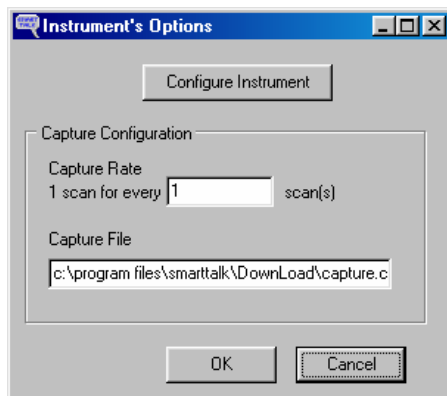 Instrument's Options
Configure Instrument
Capture Configuration
Capture Rate
1 scan for every 1 scan(s)
Capture File
c:\program files\smarttalk\DownLoad\capture.c
OK
Cancel